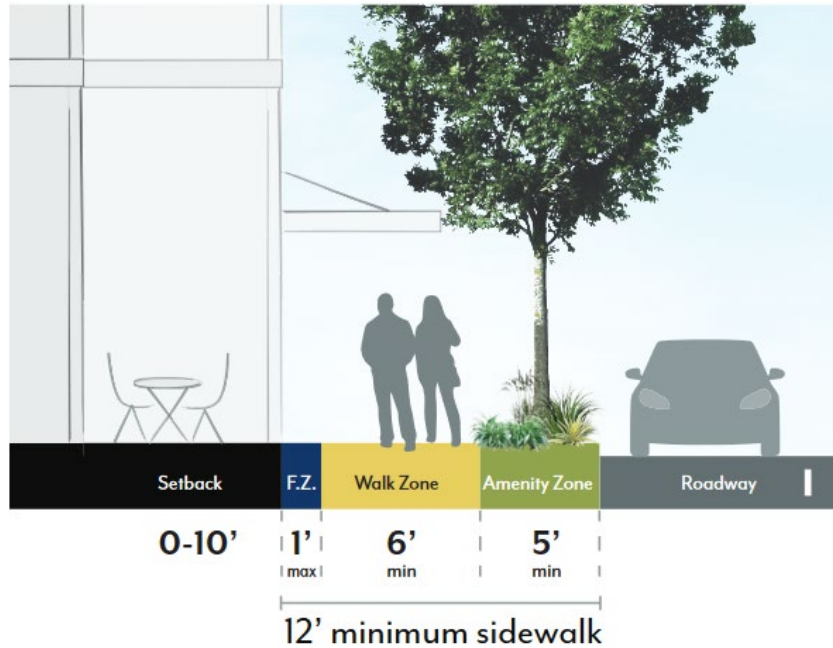 Setback F.Z. Walk Zone Amenity Zone Roadway
0-10’ 1’ 6’ 5’
max min min
12’ minimum sidewalk